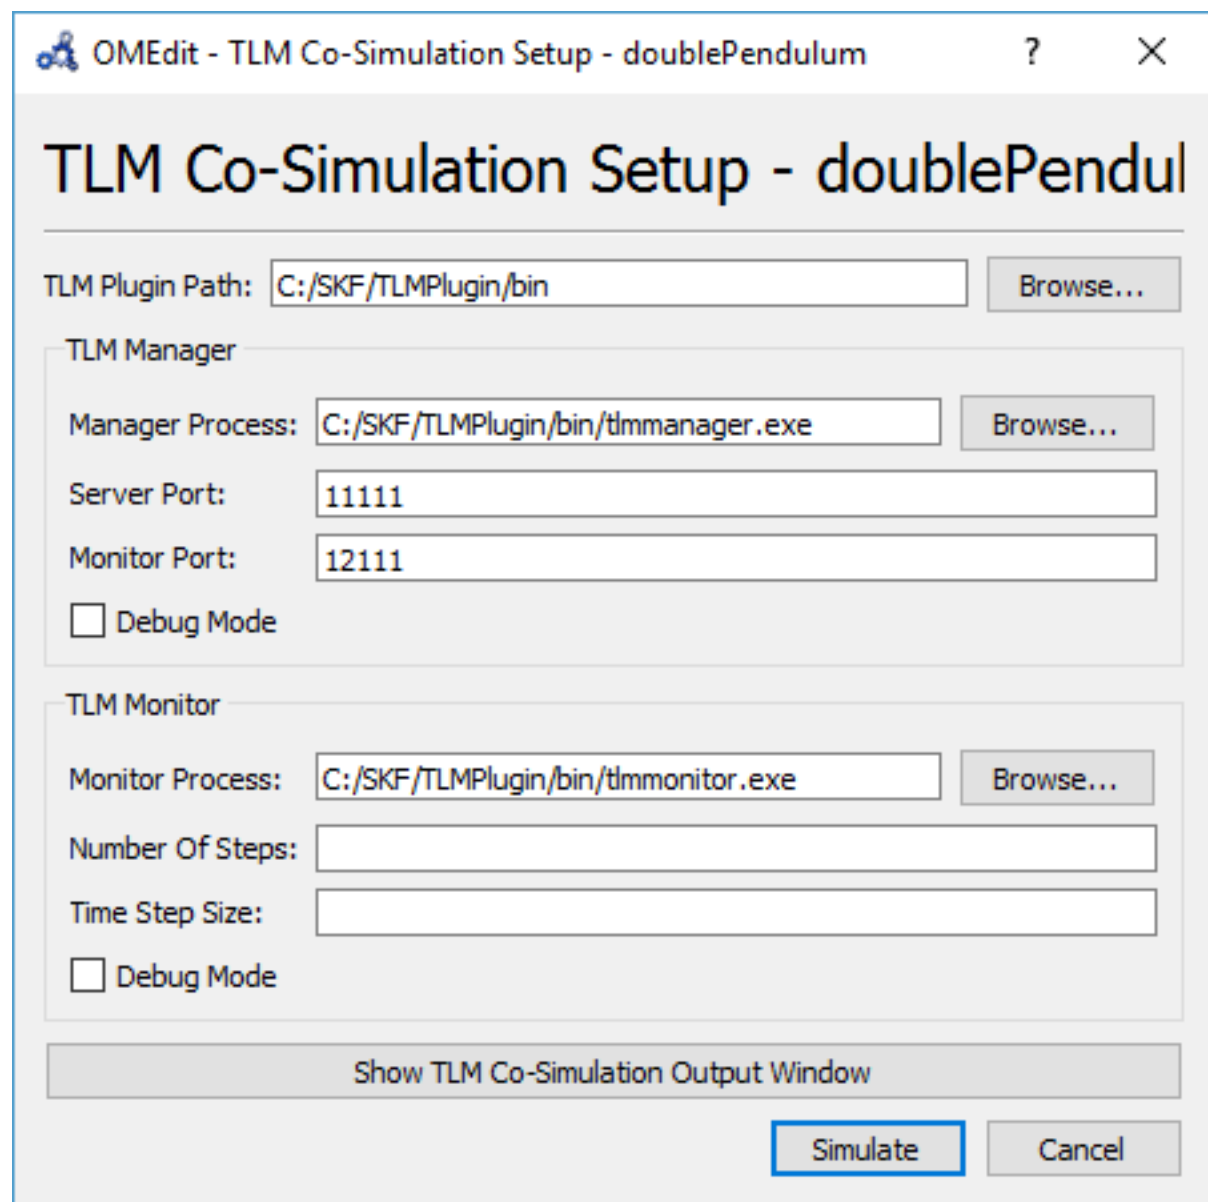 OMEdit - TLM Co-Simulation Setup - doublePendulum ?
TLM Co-Simulation Setup - doublePendul
TLM Plugin Path: C:/SKF/TLMPlugin/bin Browse...
TLM Manager
Manager Process: C:/SKF/TLMPlugin/bin/tlmmanager.exe Browse...
Server Port: 11111
Monitor Port: 12111
Debug Mode
TLM Monitor
Monitor Process: C:/SKF/TLMPlugin/bin/tlmmonitor.exe Browse...
Number Of Steps:
Time Step Size:
Debug Mode
Show TLM Co-Simulation Output Window
Simulate Cancel